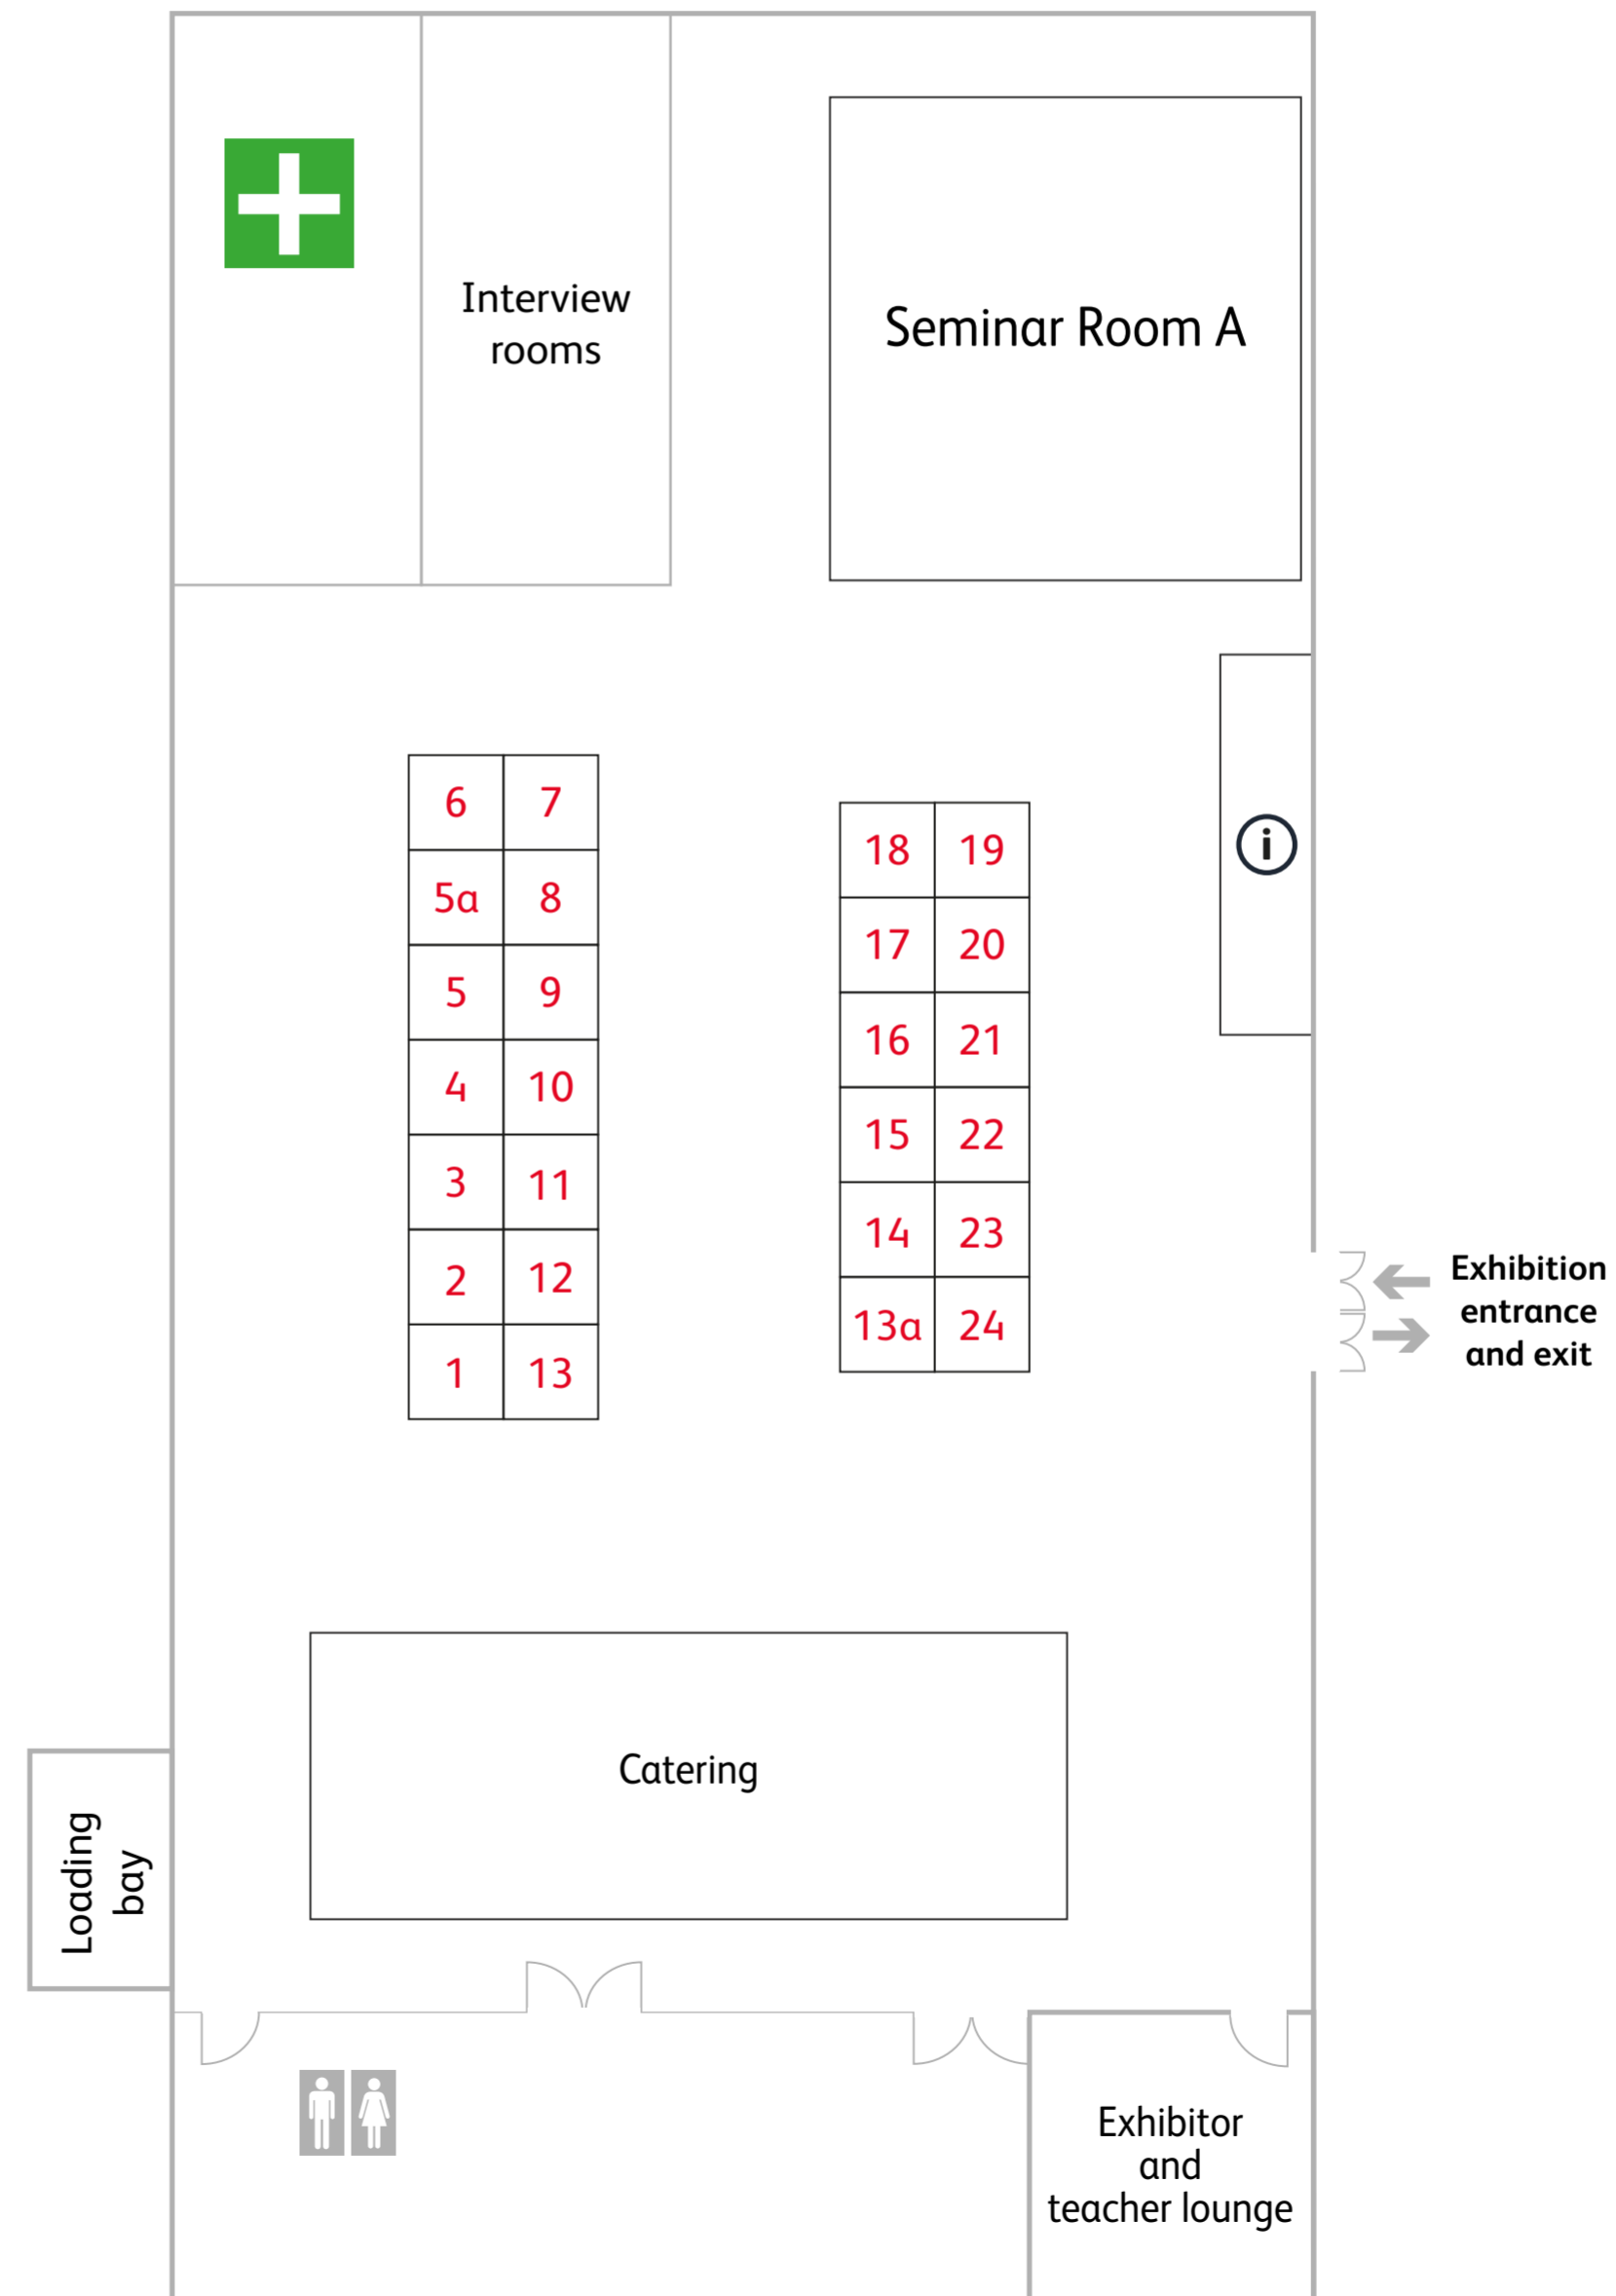 Interview
rooms
Seminar Room A
6 7
5a 8
5 9
4 10
3 11
2 12
1 13
18 19
17 20
16 21
15 22
14 23
13a 24
i
Exhibition
entrance
and exit
Catering
Loading
bay
Exhibitor
and
teacher lounge